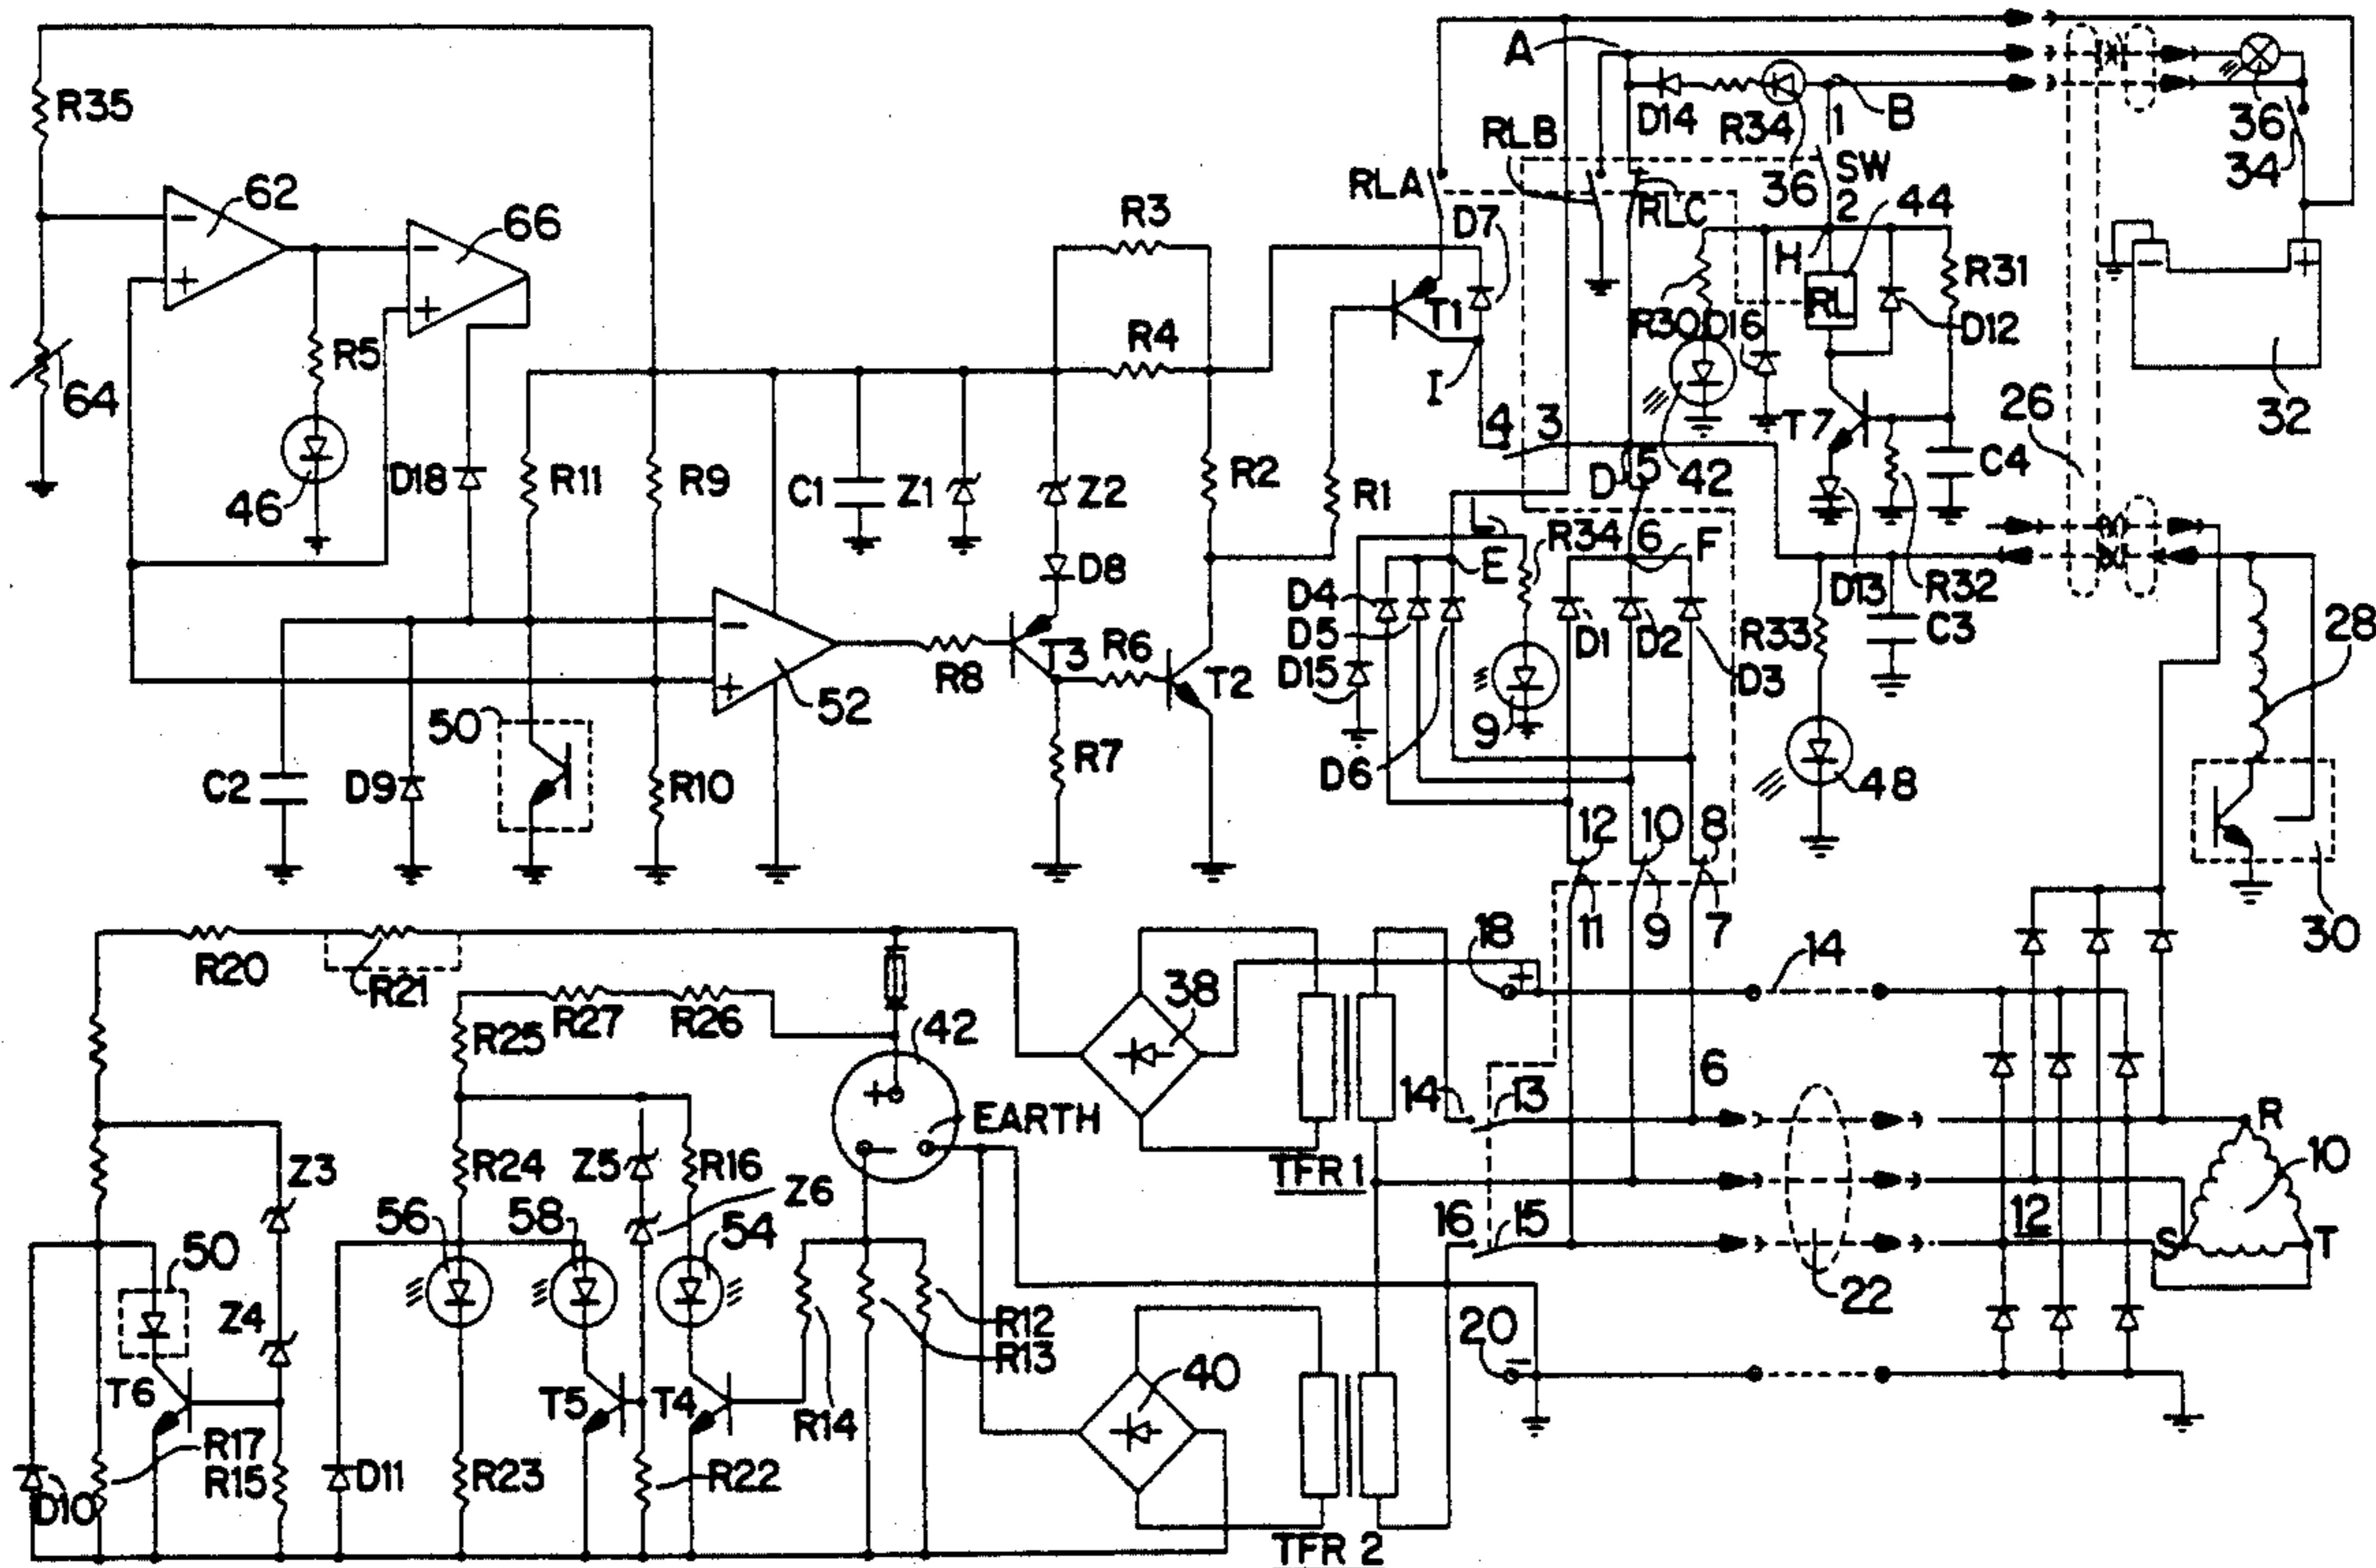 A
B
R35
D14
R34
1
36
34
RLB
SW
62
66
RLA
36
2
44
R3
D7
RLC
H
R31
R5
R4
T1
R30
D16
RL
D12
64
I
32
4
3
26
T7
46
D18
R11
R9
C1
Z1
Z2
R2
R1
D
5
42
C4
L
R34
6
F
E
D8
D4
D5
D13
R32
T3
R6
D1
D2
R33
C3
28
R8
T2
D15
D3
50
52
9
C2
D9
R10
R7
D6
48
12
10
8
30
11
9
7
R20
R21
18
+
14
38
R27
R26
R25
42
6
+
EARTH
14
13
R
Z3
R24
Z5
R16
−
TFR 1
10
Z6
56
58
54
16
15
12
S
T
50
Z4
R12
R13
22
20
−
40
T6
T5
T4
R14
R17
R15
D10
D11
R23
R22
TFR 2